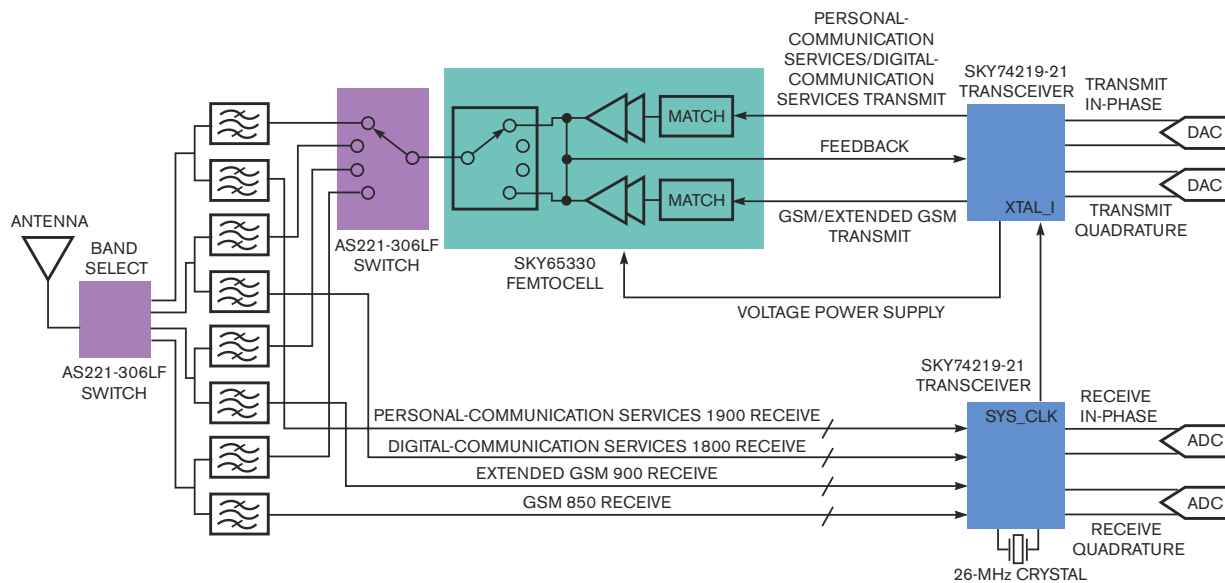 PERSONAL-
COMMUNICATION
SERVICES/DIGITAL-
COMMUNICATION
SERVICES TRANSMIT
SKY74219-21
TRANSCEIVER
TRANSMIT
IN-PHASE
DAC
MATCH
FEEDBACK
DAC
MATCH
XTAL_I
GSM/EXTENDED GSM
TRANSMIT
TRANSMIT
QUADRATURE
ANTENNA
BAND
SELECT
AS221-306LF
SWITCH
SKY65330
FEMTOCELL
VOLTAGE POWER SUPPLY
AS221-306LF
SWITCH
SKY74219-21
TRANSCEIVER
SYS_CLK
RECEIVE
IN-PHASE
ADC
PERSONAL-COMMUNICATION SERVICES 1900 RECEIVE
DIGITAL-COMMUNICATION SERVICES 1800 RECEIVE
EXTENDED GSM 900 RECEIVE
GSM 850 RECEIVE
ADC
RECEIVE
QUADRATURE
26-MHz CRYSTAL